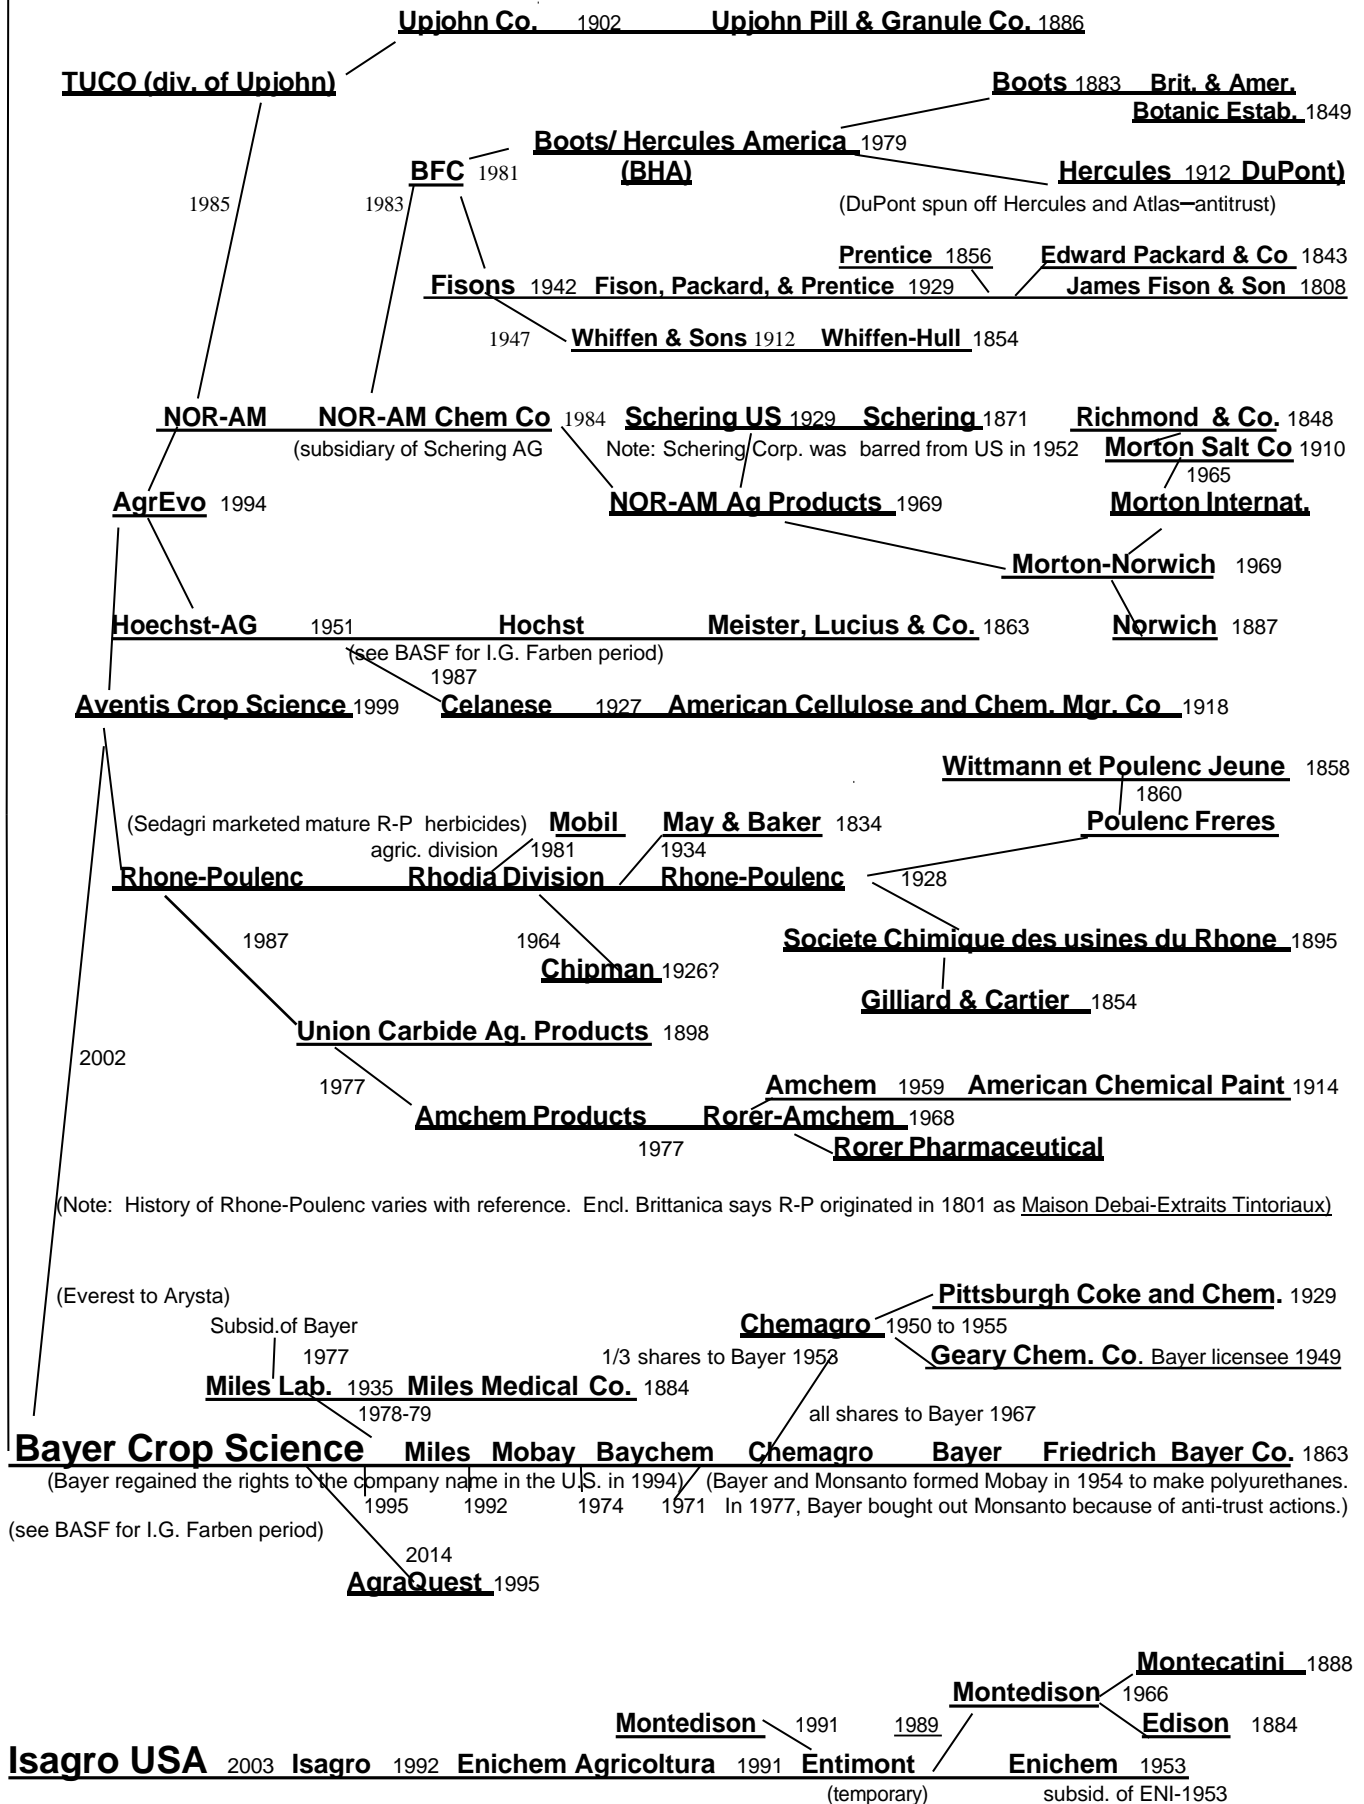 Upjohn Co. 1902 Upjohn Pill & Granule Co. 1886
TUCO (div. of Upjohn)
Boots 1883 Brit. & Amer.
Botanic Estab. 1849
Boots/ Hercules America 1979
(BHA)
BFC 1981
Hercules 1912 DuPont)
1985
1983
(DuPont spun off Hercules and Atlas–antitrust)
Prentice 1856 Edward Packard & Co 1843
Fisons 1942 Fison, Packard, & Prentice 1929 James Fison & Son 1808
1947 Whiffen & Sons 1912 Whiffen-Hull 1854
NOR-AM NOR-AM Chem Co 1984 Schering US 1929 Schering 1871 Richmond & Co. 1848
(subsidiary of Schering AG Note: Schering Corp. was barred from US in 1952 Morton Salt Co 1910
1965
AgrEvo 1994 NOR-AM Ag Products 1969 Morton Internat.
Morton-Norwich 1969
Hoechst-AG 1951 Hochst Meister, Lucius & Co. 1863 Norwich 1887
(see BASF for I.G. Farben period)
1987
Aventis Crop Science 1999 Celanese 1927 American Cellulose and Chem. Mgr. Co 1918
Wittmann et Poulenc Jeune 1858
1860
(Sedagri marketed mature R-P herbicides) Mobil May & Baker 1834 Poulenc Freres
agric. division 1981 1934
Rhone-Poulenc Rhodia Division Rhone-Poulenc 1928
1987 1964 Societe Chimique des usines du Rhone 1895
Chipman 1926?
Gilliard & Cartier 1854
Union Carbide Ag. Products 1898
2002
1977 Amchem 1959 American Chemical Paint 1914
Amchem Products Rorer-Amchem 1968
1977 Rorer Pharmaceutical
(Note: History of Rhone-Poulenc varies with reference. Encl. Brittanica says R-P originated in 1801 as Maison Debai-Extraits Tintoriaux)
(Everest to Arysta) Pittsburgh Coke and Chem. 1929
Subsid.of Bayer Chemagro 1950 to 1955
1977 1/3 shares to Bayer 1953 Geary Chem. Co. Bayer licensee 1949
Miles Lab. 1935 Miles Medical Co. 1884
1978-79 all shares to Bayer 1967
Bayer Crop Science Miles Mobay Baychem Chemagro Bayer Friedrich Bayer Co. 1863
(Bayer regained the rights to the company name in the U.S. in 1994) (Bayer and Monsanto formed Mobay in 1954 to make polyurethanes.
1995 1992 1974 1971 In 1977, Bayer bought out Monsanto because of anti-trust actions.)
(see BASF for I.G. Farben period)
2014
AgraQuest 1995
Montecatini 1888
Montedison 1966
Montedison 1991 1989 Edison 1884
Isagro USA 2003 Isagro 1992 Enichem Agricoltura 1991 Entimont Enichem 1953
(temporary) subsid. of ENI-1953